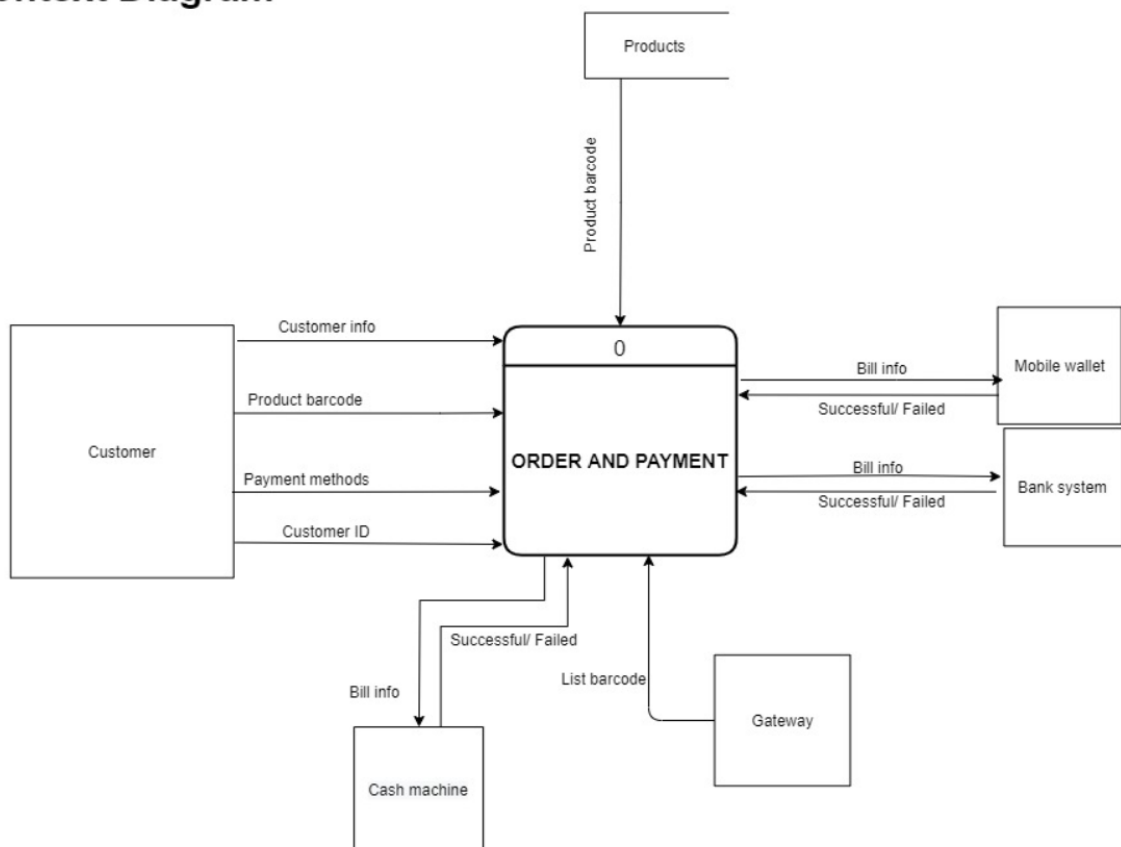 Diagram
Products
Product barcode
Customer info
0
Bill info
Mobile wallet
Product barcode
Successful/ Failed
Customer
ORDER AND PAYMENT
Bill info
Payment methods
Bank system
Successful/ Failed
Customer ID
Successful/ Failed
List barcode
Bill info
Gateway
Cash machine